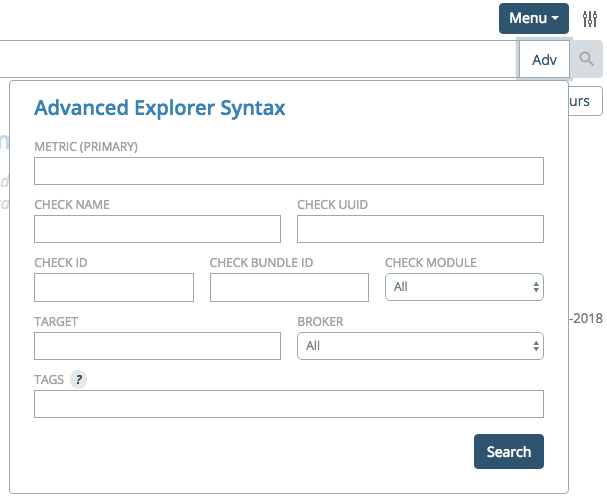 Menu
Adv
urs
Advanced Explorer Syntax
METRIC (PRIMARY)
CHECK NAME CHECK UUID
CHECK ID CHECK BUNDLE ID CHECK MODULE
All
-2018
TARGET BROKER
All
TAGS ?
Search